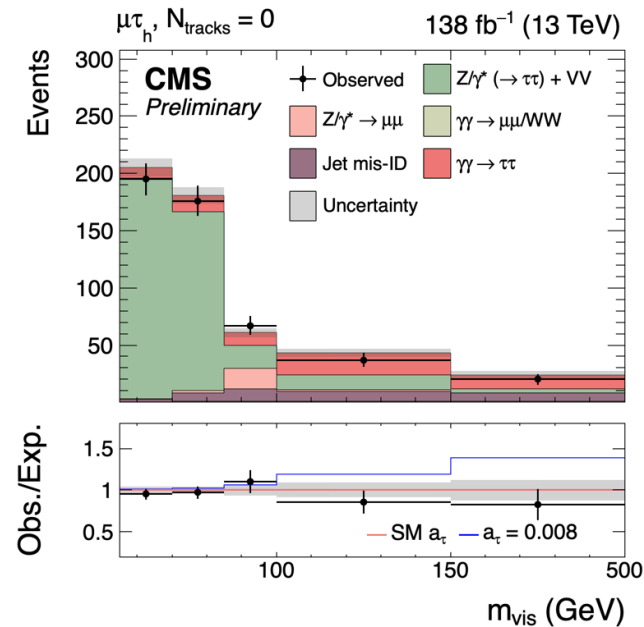 μτₕ, N_tracks = 0 138 fb⁻¹ (13 TeV)
CMS
Preliminary
Observed
Z/γ* (→ ττ) + VV
Z/γ* → μμ
γγ → μμ/WW
Jet mis-ID
γγ → ττ
Uncertainty
Events
300
250
200
150
100
50
Obs./Exp.
1.5
1
0.5
SM a_τ
a_τ = 0.008
100 150 500
m_vis (GeV)